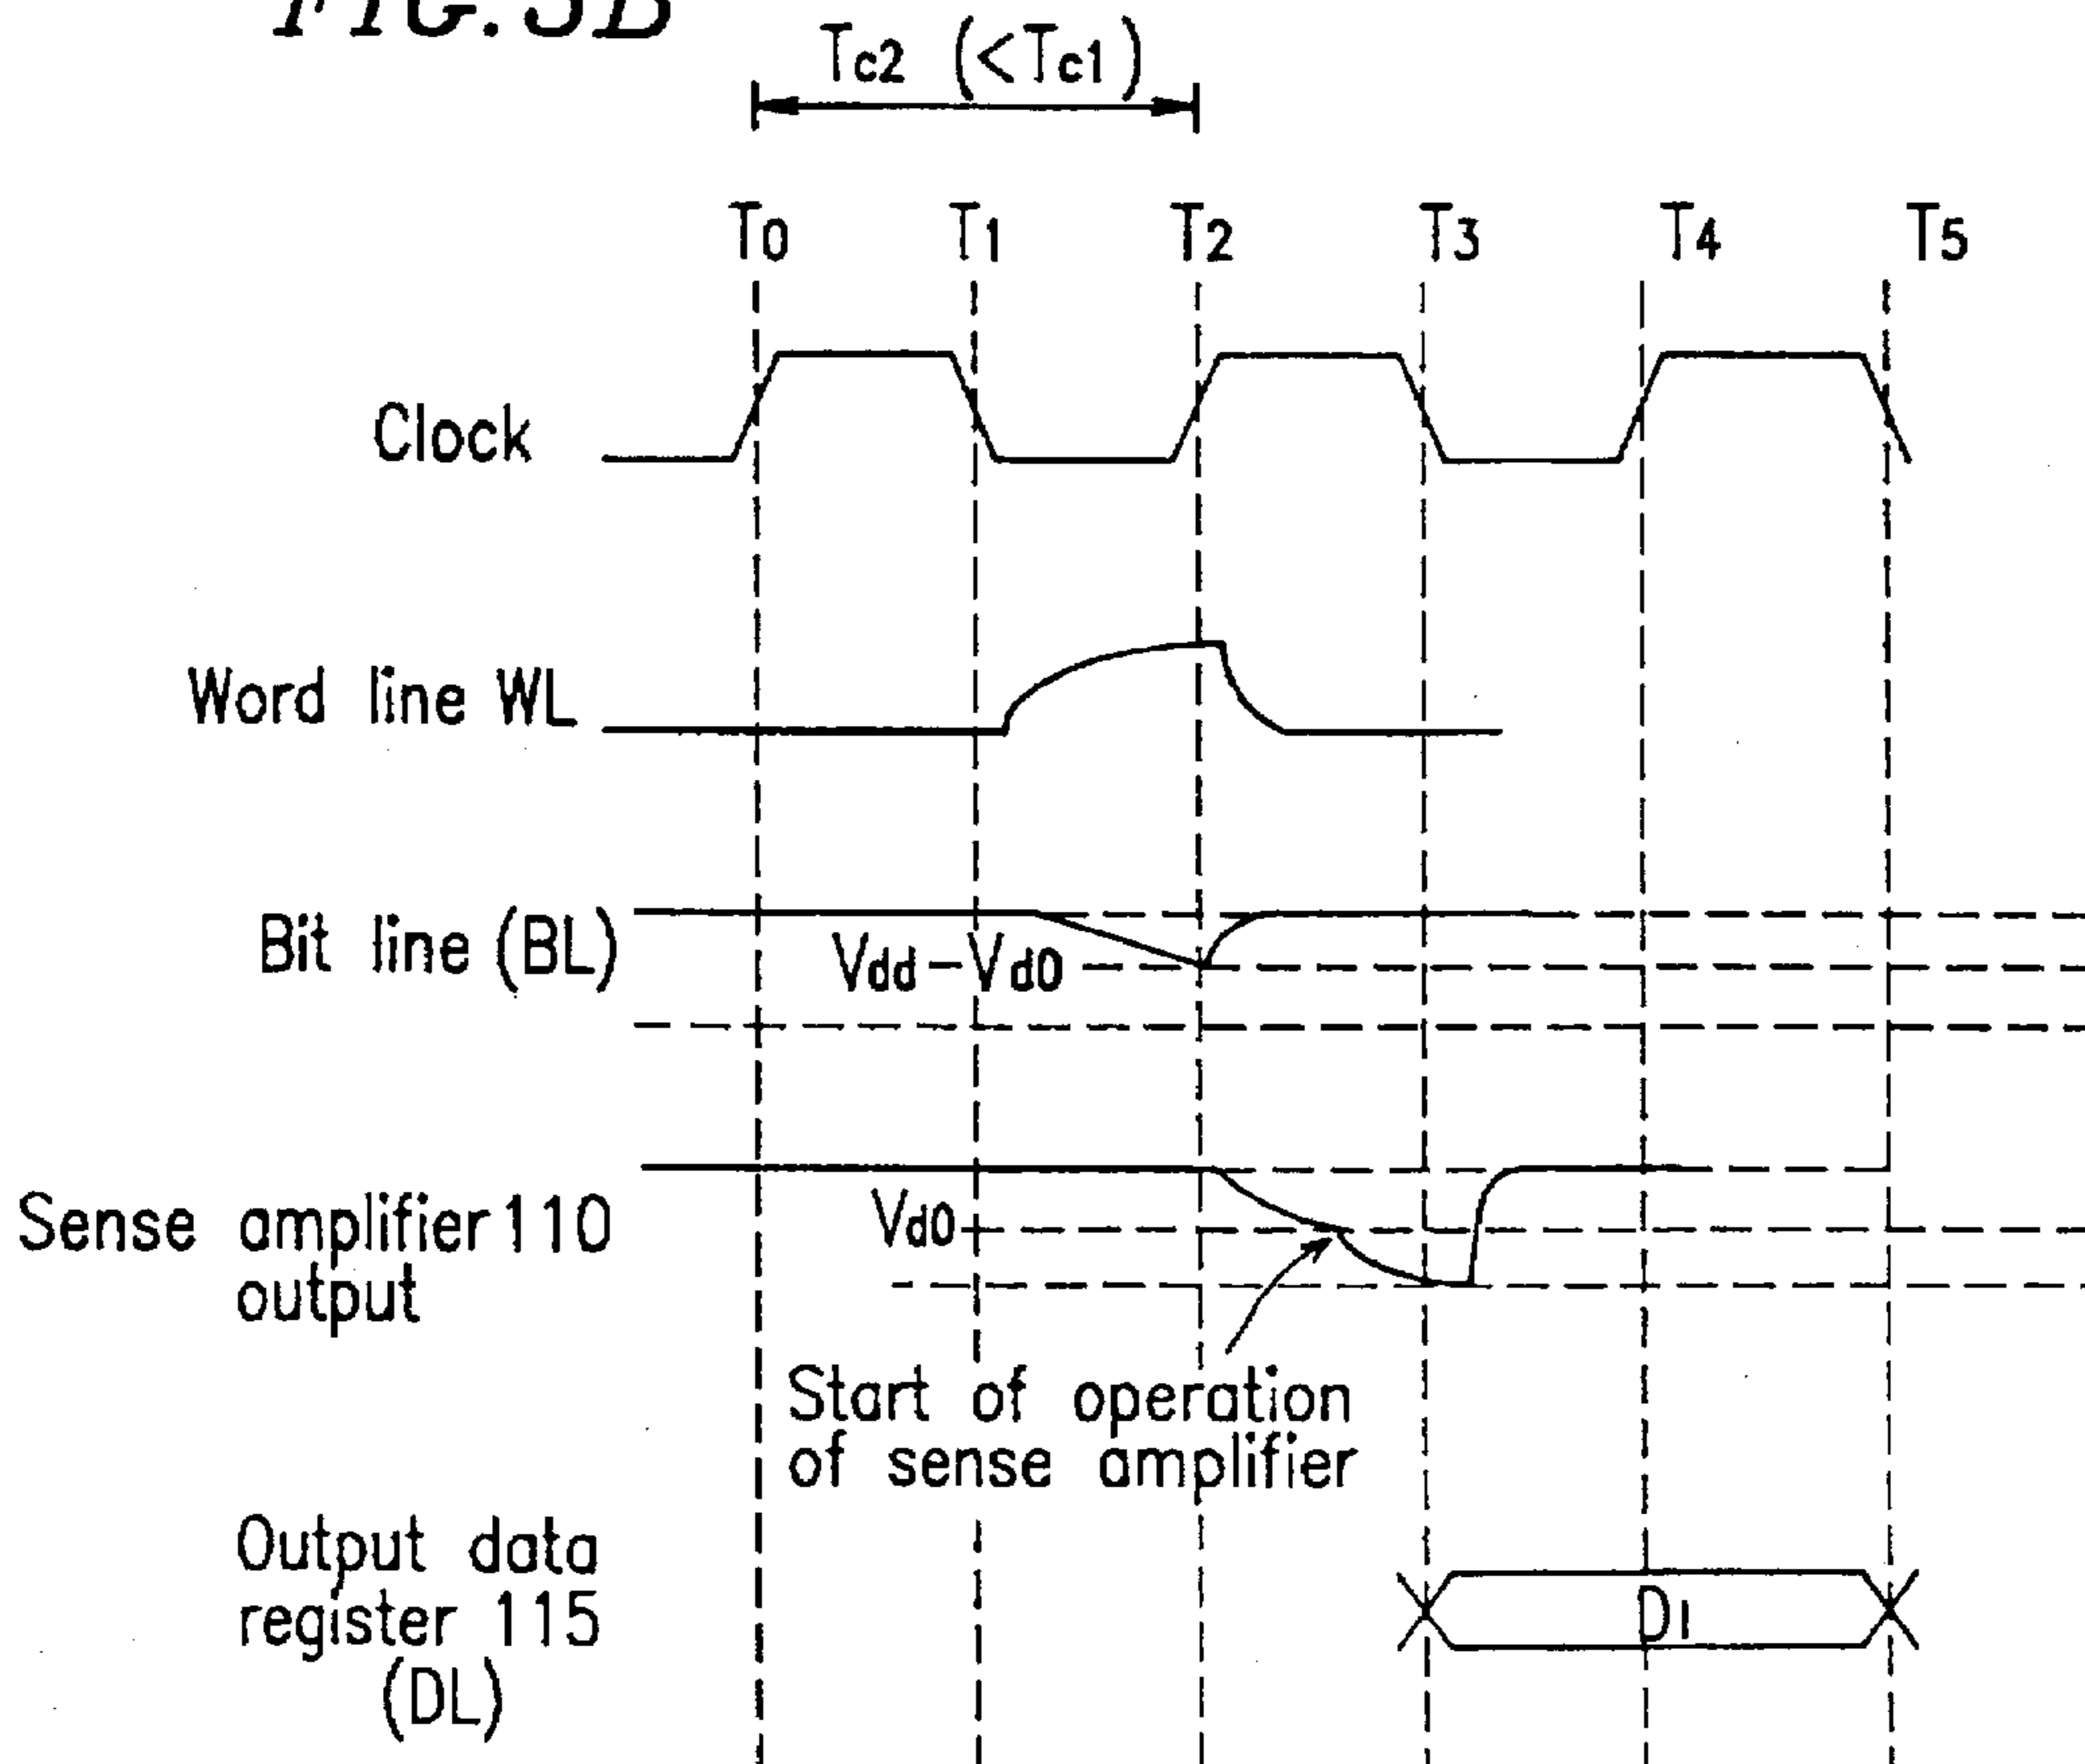 FIG. 5B
Tc2 (<Tc1)
T0 T1 T2 T3 T4 T5
Clock
Word line WL
Bit line (BL)
Vdd-Vd0
Sense amplifier 110
output
Vd0
Start of operation
of sense amplifier
Output data
register 115
(DL)
D1